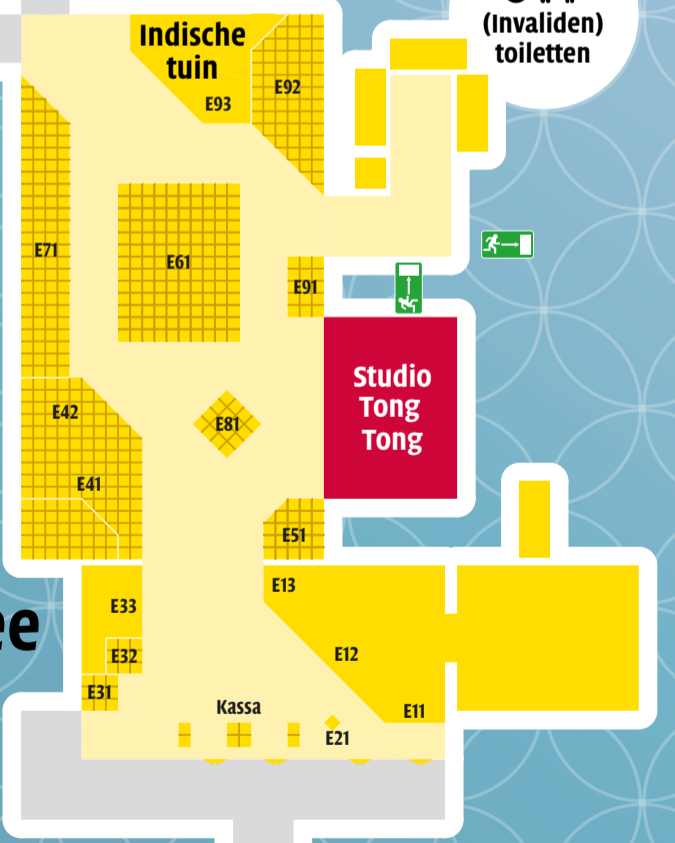 (Invaliden)
toiletten
Indische
tuin
E93
E92
E71
E61
E91
Studio
Tong
Tong
E42
E81
E41
E51
E13
E33
E32
E12
E31
Kassa
E11
E21
ee